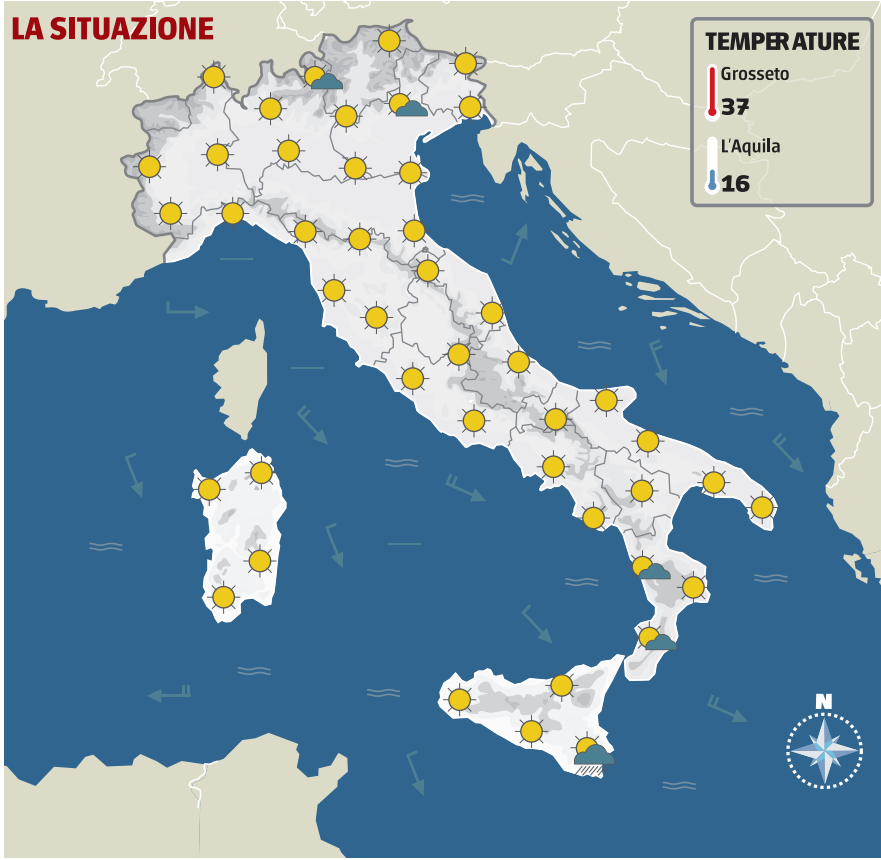 LA SITUAZIONE
TEMPERATURE
Grosseto
37
L'Aquila
16
N